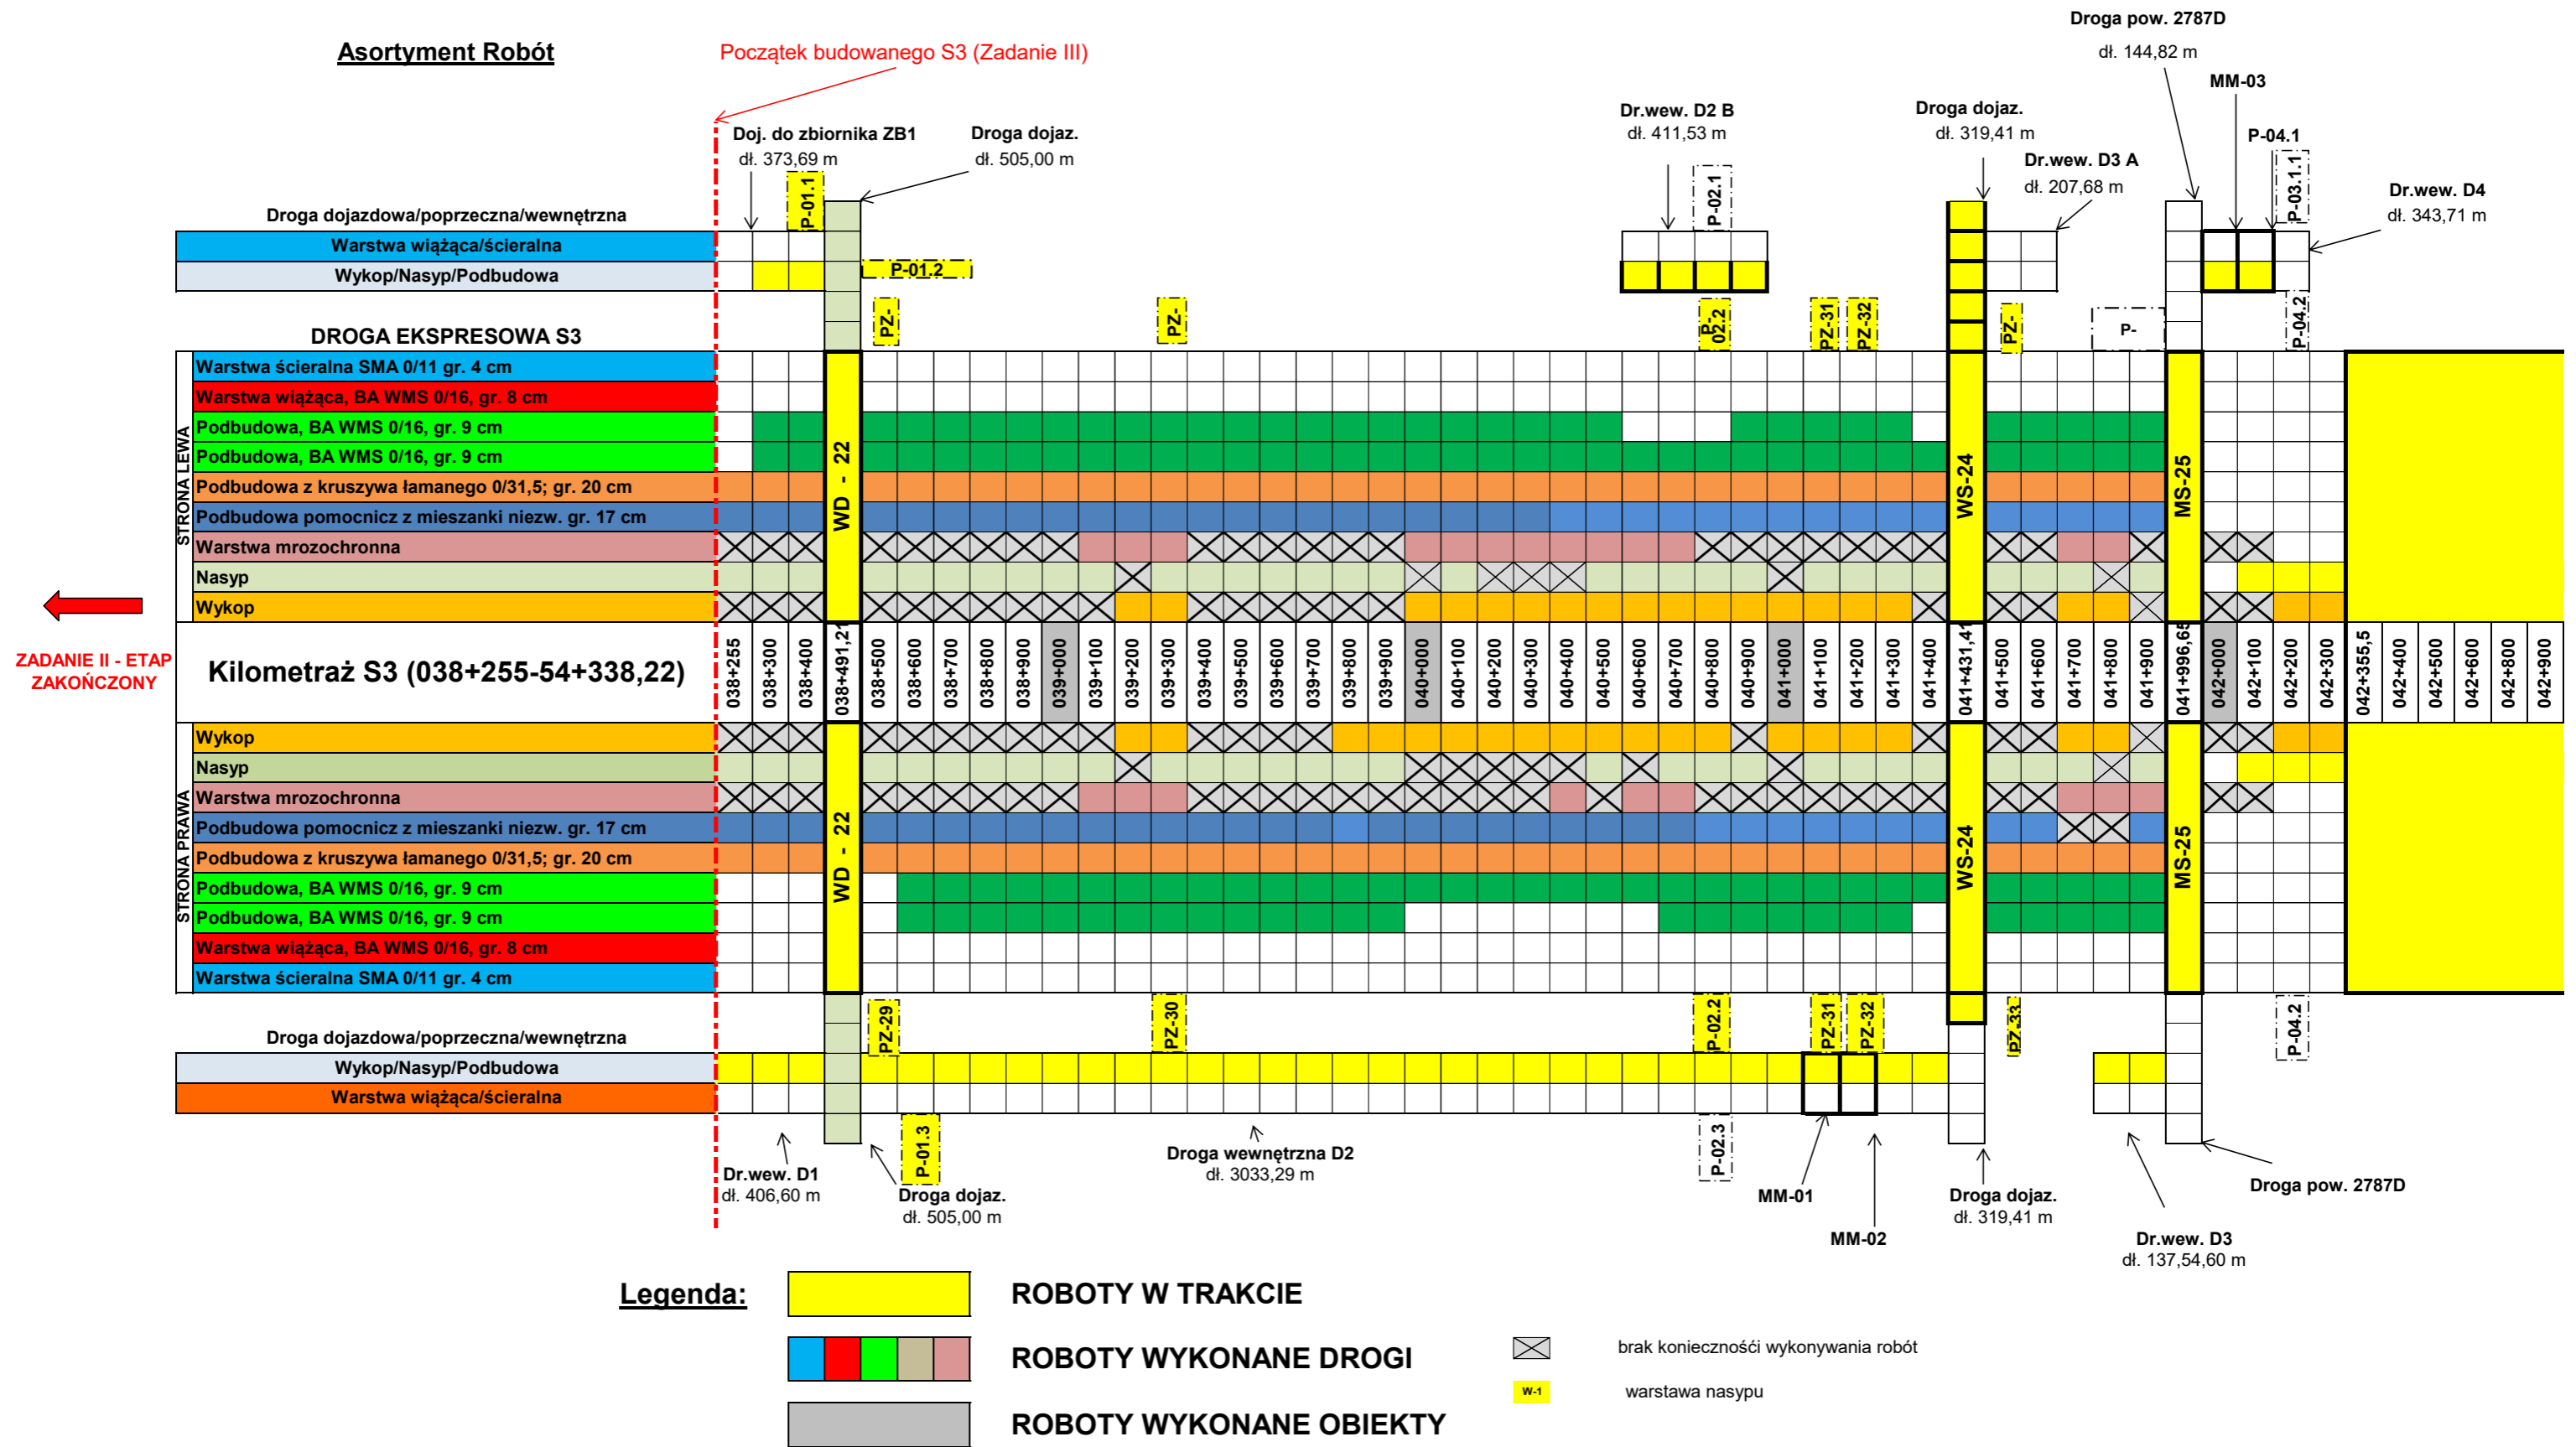 Droga pow. 2787D
dł. 144,82 m
Asortyment Robót
Początek budowanego S3 (Zadanie III)
MM-03
Dr.wew. D2 B
dł. 411,53 m
Droga dojaz.
dł. 319,41 m
Doj. do zbiornika ZB1
dł. 373,69 m
Droga dojaz.
dł. 505,00 m
P-04.1
Dr.wew. D3 A
dł. 207,68 m
P-01.1
P-02.1
P-03.1.1
Dr.wew. D4
dł. 343,71 m
Droga dojazdowa/poprzeczna/wewnętrzna
Warstwa wiążąca/ścieralna
Wykop/Nasyp/Podbudowa
P-01.2
PZ-
PZ-
P-
02.2
PZ-31
PZ-32
PZ-
P-
P-04.2
DROGA EKSPRESOWA S3
STRONA LEWA
Warstwa ścieralna SMA 0/11 gr. 4 cm
Warstwa wiążąca, BA WMS 0/16, gr. 8 cm
Podbudowa, BA WMS 0/16, gr. 9 cm
Podbudowa, BA WMS 0/16, gr. 9 cm
Podbudowa z kruszywa łamanego 0/31,5; gr. 20 cm
Podbudowa pomocnicz z mieszanki niezw. gr. 17 cm
Warstwa mrozochronna
Nasyp
Wykop
WD - 22
WS-24
MS-25
ZADANIE II - ETAP
ZAKOŃCZONY
Kilometraż S3 (038+255-54+338,22)
038+255
038+300
038+400
038+491,21
038+500
038+600
038+700
038+800
038+900
039+000
039+100
039+200
039+300
039+400
039+500
039+600
039+700
039+800
039+900
040+000
040+100
040+200
040+300
040+400
040+500
040+600
040+700
040+800
040+900
041+000
041+100
041+200
041+300
041+400
041+431,41
041+500
041+600
041+700
041+800
041+900
041+996,65
042+000
042+100
042+200
042+300
042+355,5
042+400
042+500
042+600
042+800
042+900
STRONA PRAWA
Wykop
Nasyp
Warstwa mrozochronna
Podbudowa pomocnicz z mieszanki niezw. gr. 17 cm
Podbudowa z kruszywa łamanego 0/31,5; gr. 20 cm
Podbudowa, BA WMS 0/16, gr. 9 cm
Podbudowa, BA WMS 0/16, gr. 9 cm
Warstwa wiążąca, BA WMS 0/16, gr. 8 cm
Warstwa ścieralna SMA 0/11 gr. 4 cm
WD - 22
WS-24
MS-25
PZ-29
PZ-30
P-02.2
PZ-31
PZ-32
PZ-33
P-04.2
Droga dojazdowa/poprzeczna/wewnętrzna
Wykop/Nasyp/Podbudowa
Warstwa wiążąca/ścieralna
P-01.3
P-02.3
Dr.wew. D1
dł. 406,60 m
Droga dojaz.
dł. 505,00 m
Droga wewnętrzna D2
dł. 3033,29 m
MM-01
MM-02
Droga dojaz.
dł. 319,41 m
Droga pow. 2787D
Dr.wew. D3
dł. 137,54,60 m
Legenda:
ROBOTY W TRAKCIE
ROBOTY WYKONANE DROGI
brak koniecznośći wykonywania robót
W-1
warstawa nasypu
ROBOTY WYKONANE OBIEKTY